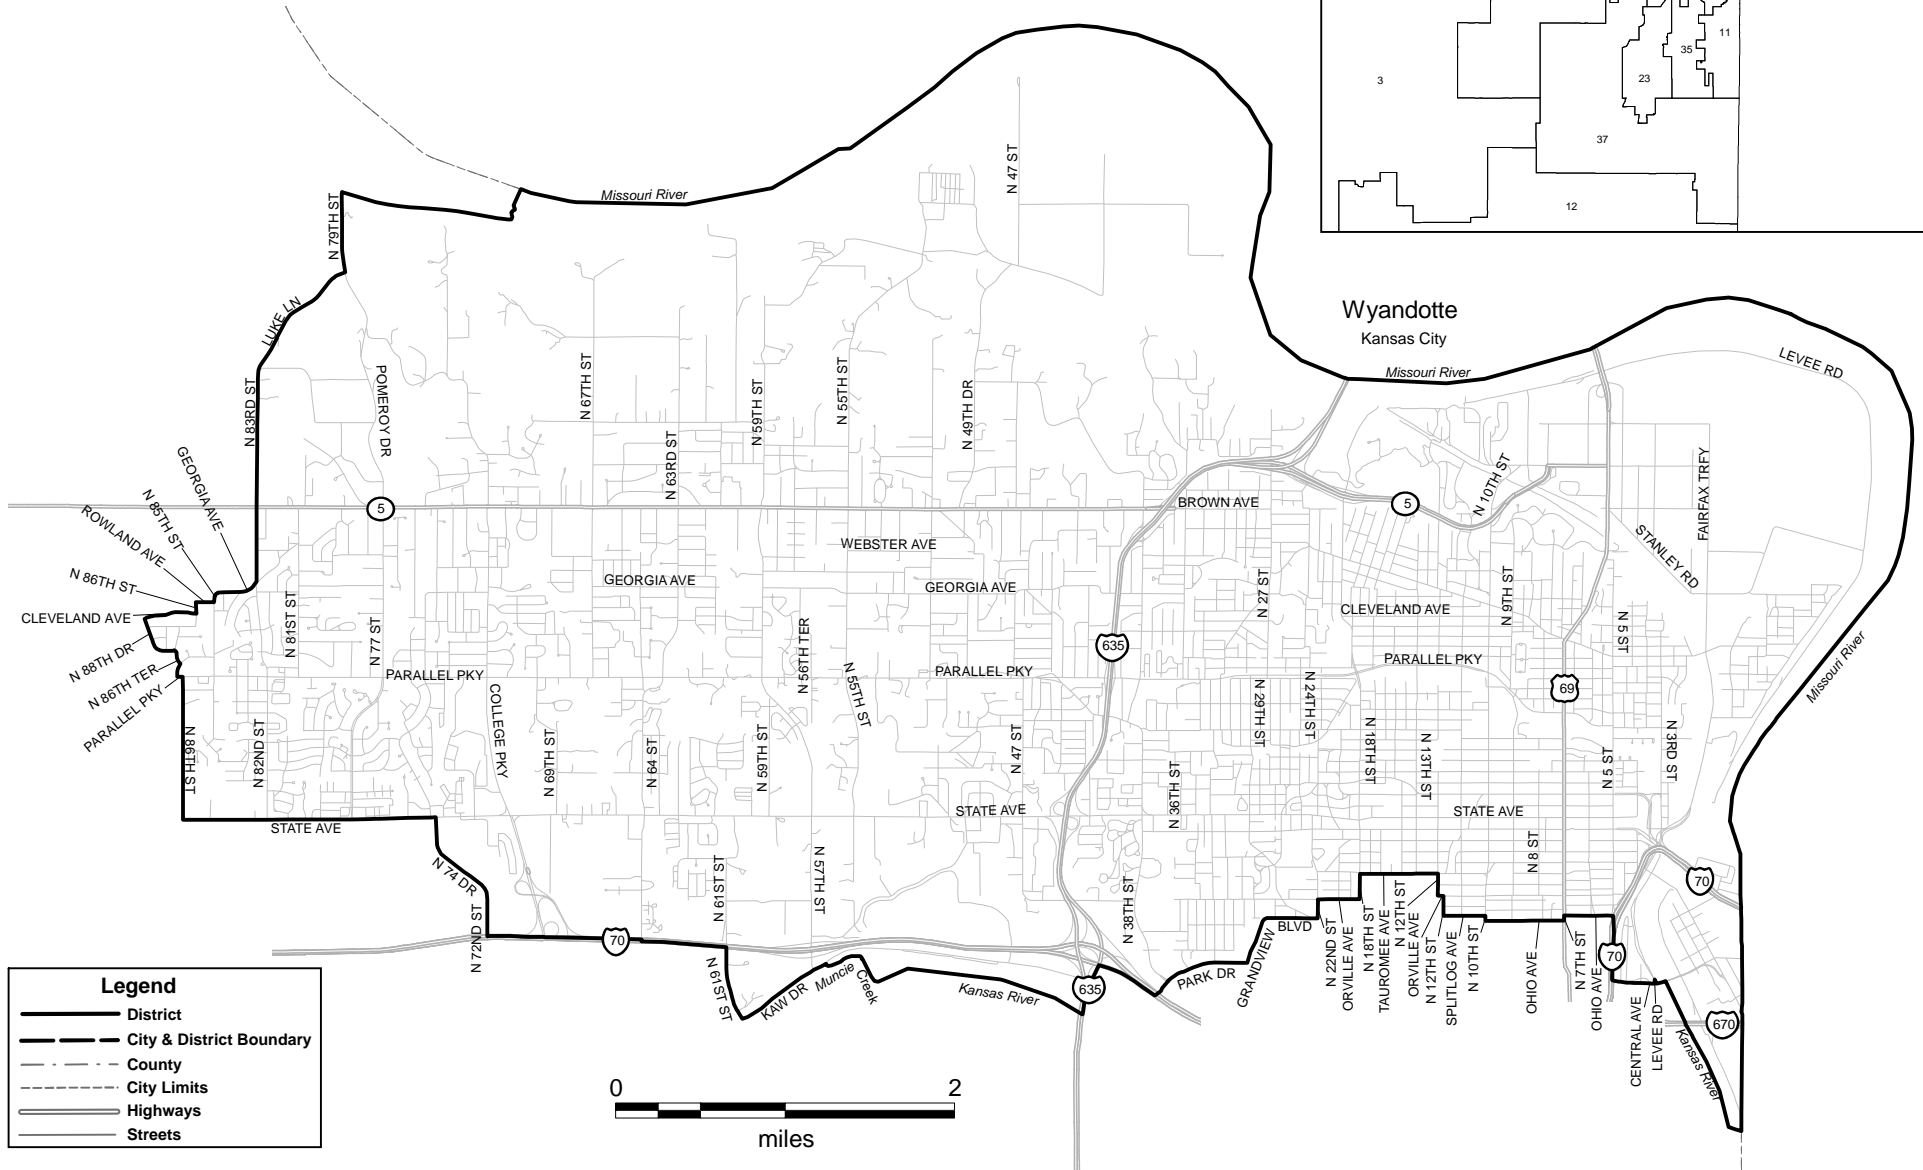 11
35
3
23
37
12
Missouri River
N 47 ST
N 79TH ST
LUKE LN
Wyandotte
Kansas City
Missouri River
LEVEE RD
N 83RD ST
POMEROY DR
N 67TH ST
N 63RD ST
N 59TH ST
N 55TH ST
N 49TH DR
GEORGIA AVE
N 85TH ST
ROWLAND AVE
N 86TH ST
CLEVELAND AVE
N 88TH DR
N 86TH TER
PARALLEL PKY
5
BROWN AVE
5
N 10TH ST
FAIRFAX TRFY
STANLEY RD
WEBSTER AVE
GEORGIA AVE
GEORGIA AVE
N 27 ST
CLEVELAND AVE
N 9TH ST
N 5 ST
N 81ST ST
N 77 ST
PARALLEL PKY
N 56TH TER
N 55TH ST
PARALLEL PKY
635
PARALLEL PKY
69
Missouri River
N 86TH ST
N 82ND ST
COLLEGE PKY
N 69TH ST
N 64 ST
N 59TH ST
N 47 ST
N 36TH ST
N 29TH ST
N 24TH ST
N 18TH ST
N 13TH ST
N 5 ST
N 3RD ST
STATE AVE
STATE AVE
STATE AVE
N 74 DR
N 72ND ST
70
N 61ST ST
N 57TH ST
N 38TH ST
N 8 ST
70
N 61ST ST
KAW DR
Muncie
Creek
Kansas River
635
PARK DR
GRANDVIEW
BLVD
N 22ND ST
ORVILLE AVE
N 18TH ST
TAUROMEE AVE
N 12TH ST
ORVILLE AVE
N 12TH ST
SPLITLOG AVE
N 10TH ST
OHIO AVE
N 7TH ST
OHIO AVE
70
CENTRAL AVE
LEVEE RD
Kansas River
670
Legend
District
City & District Boundary
County
City Limits
Highways
Streets
0
2
miles